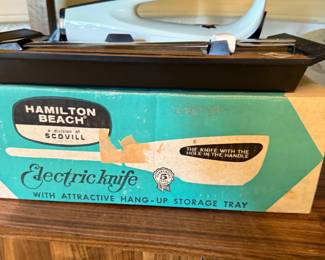 HAMILTON
BEACH
a division of
SCOVILL
THE KNIFE WITH THE
HOLE IN THE HANDLE
Electric knife
5
WITH ATTRACTIVE HANG-UP STORAGE TRAY